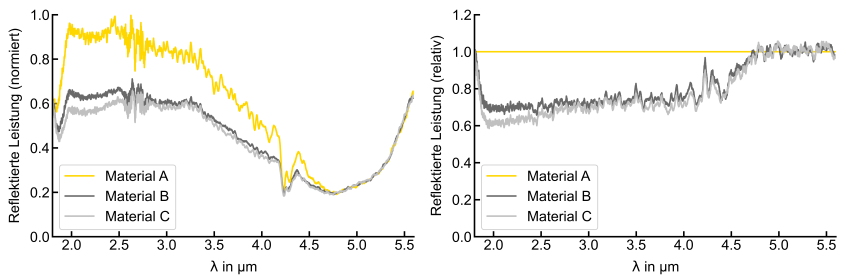 Reflektierte Leistung (normiert)
1.0
0.8
0.6
0.4
0.2
0.0
Material A
Material B
Material C
2.0 2.5 3.0 3.5 4.0 4.5 5.0 5.5
λ in µm
Reflektierte Leistung (relativ)
1.2
1.0
0.8
0.6
0.4
0.2
0.0
Material A
Material B
Material C
2.0 2.5 3.0 3.5 4.0 4.5 5.0 5.5
λ in µm